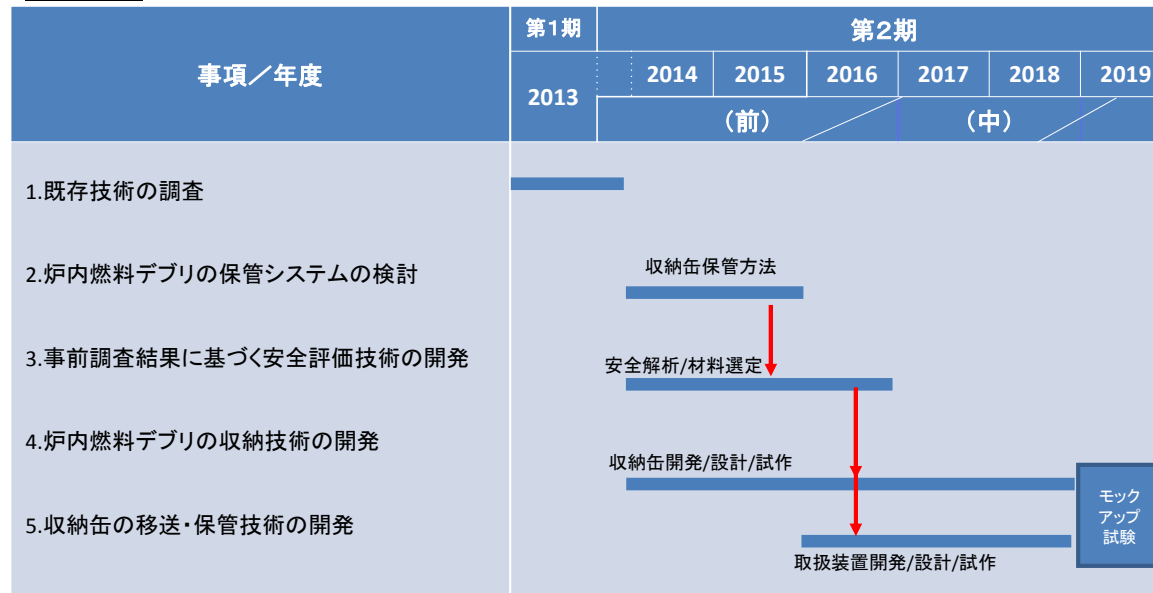 事項／年度
第1期
第2期
2013
2014
2015
2016
2017
2018
2019
（前）
（中）
1.既存技術の調査
2.炉内燃料デブリの保管システムの検討
収納缶保管方法
3.事前調査結果に基づく安全評価技術の開発
安全解析/材料選定
4.炉内燃料デブリの収納技術の開発
収納缶開発/設計/試作
5.収納缶の移送・保管技術の開発
取扱装置開発/設計/試作
モック
アップ
試験